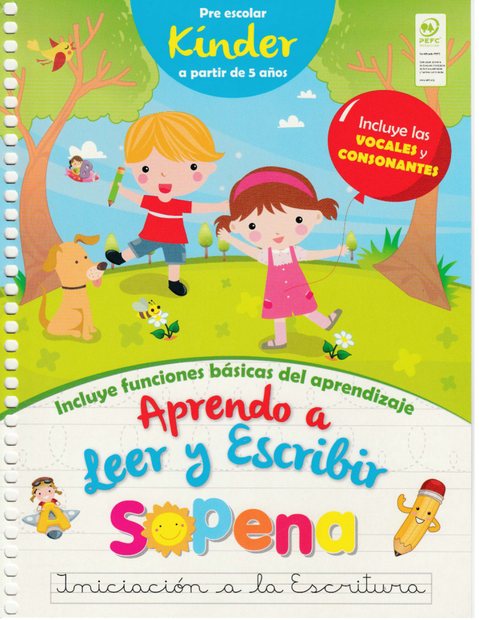 Pre escolar
Kínder
a partir de 5 años
PEFC
Incluye las
VOCALES y
CONSONANTES
Incluye funciones básicas del aprendizaje
Aprendo a
Leer y Escribir
Sopena
A
Iniciación a la Escritura